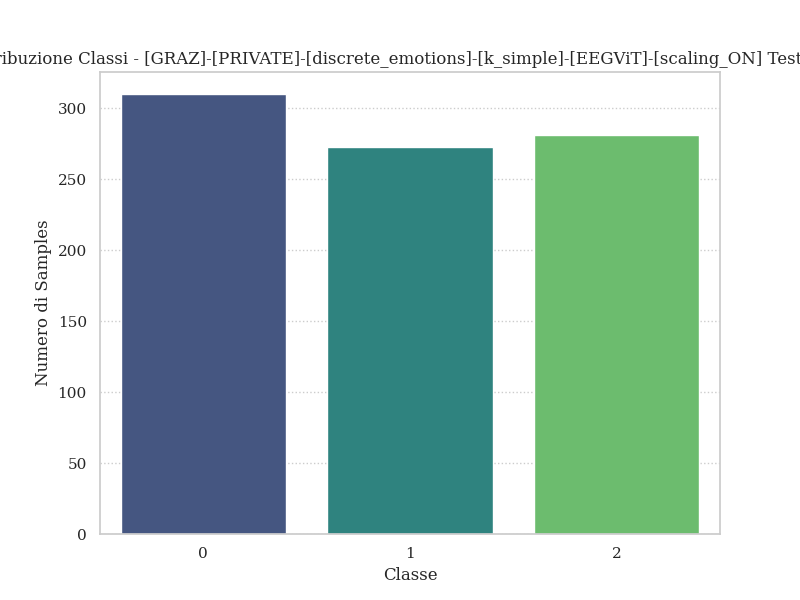 ribuzione Classi - [GRAZ]-[PRIVATE]-[discrete_emotions]-[k_simple]-[EEGViT]-[scaling_ON] Test
300
250
200
150
100
50
0
Numero di Samples
0 1 2
Classe